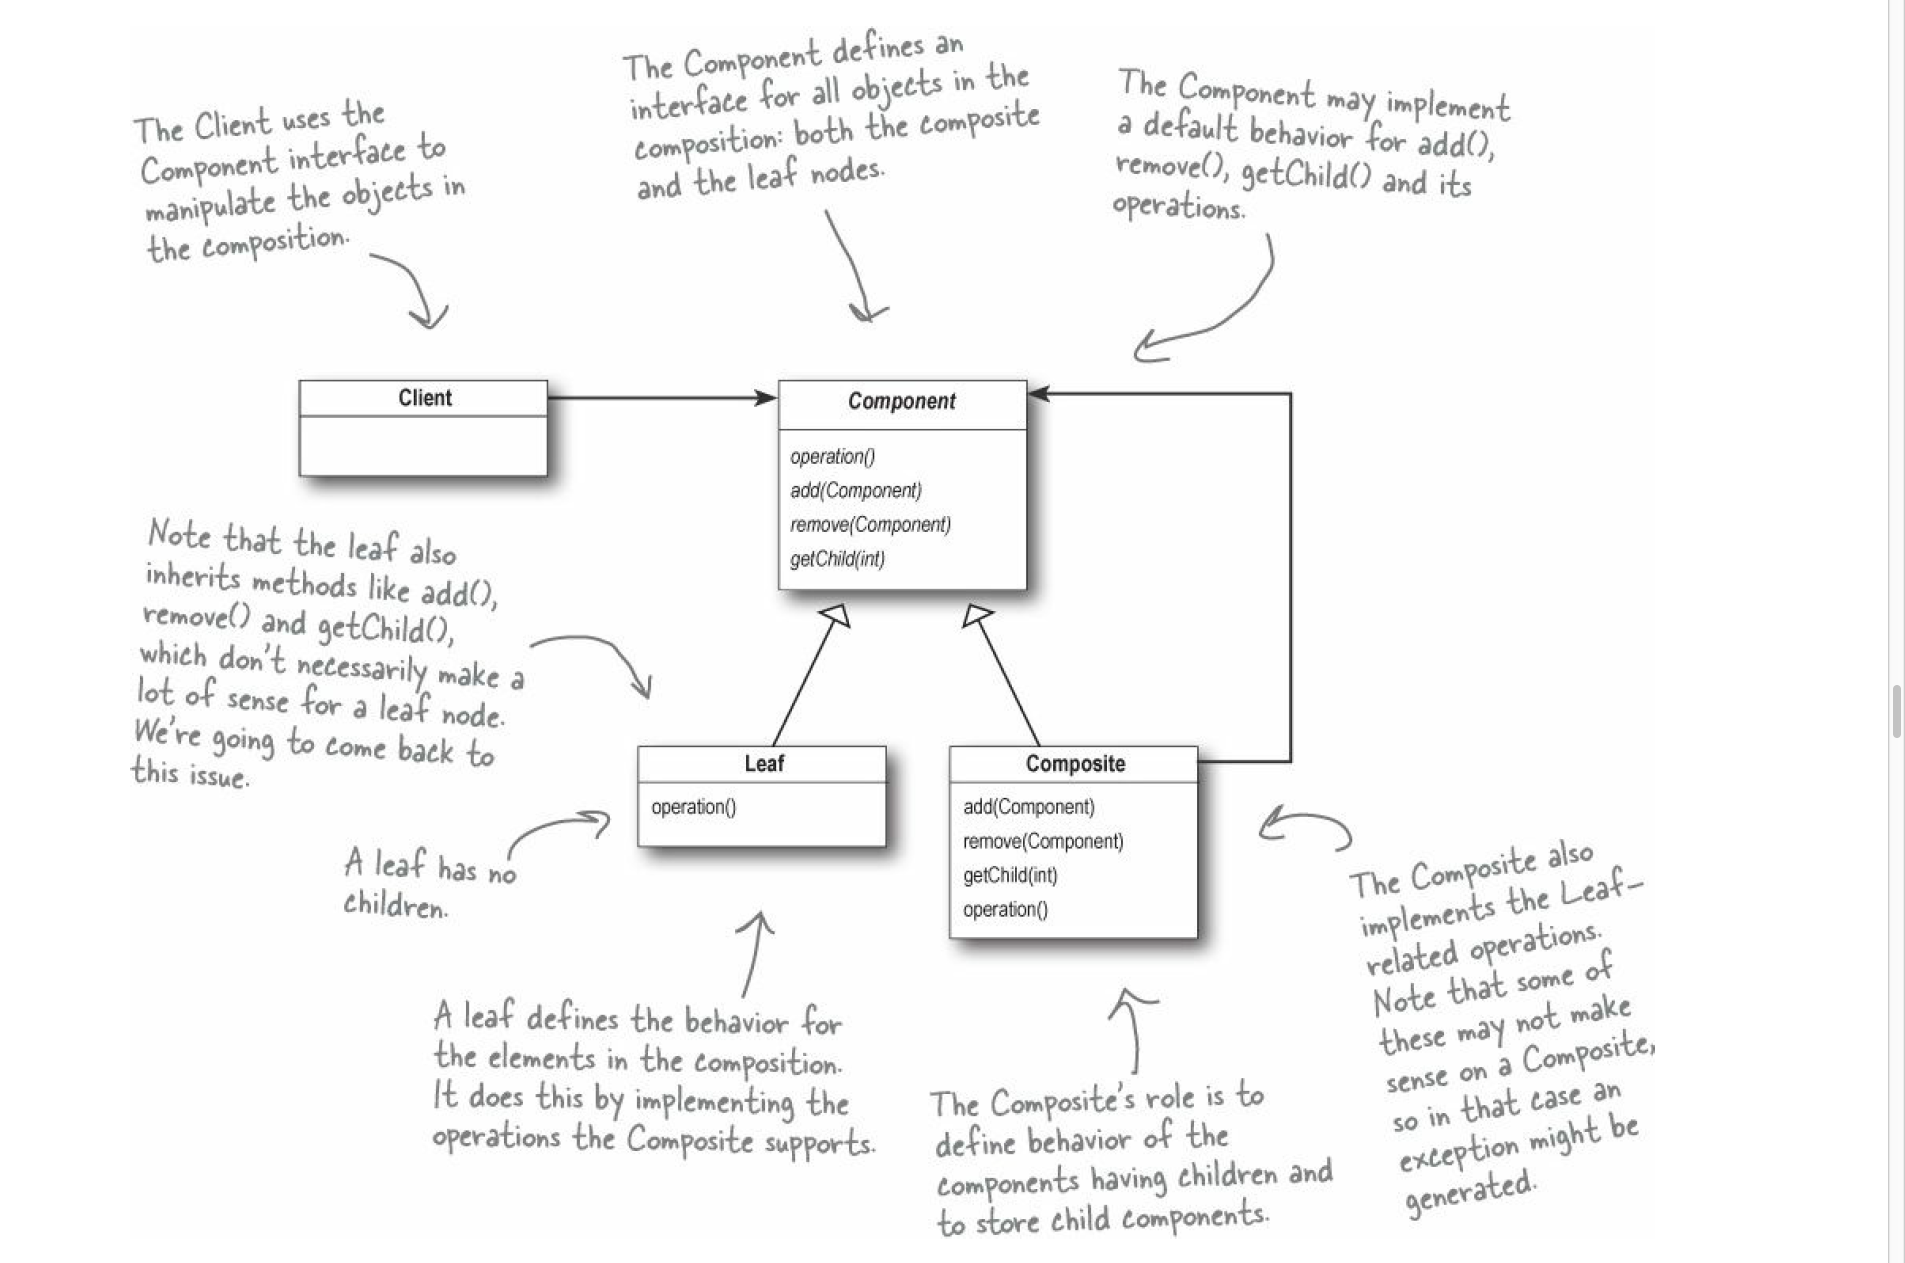 The Client uses the
Component interface to
manipulate the objects in
the composition.
The Component defines an
interface for all objects in the
composition: both the composite
and the leaf nodes.
The Component may implement
a default behavior for add(),
remove(), getChild() and its
operations.
Client
Component
operation()
add(Component)
remove(Component)
getChild(int)
Note that the leaf also
inherits methods like add(),
remove() and getChild(),
which don't necessarily make a
lot of sense for a leaf node.
We're going to come back to
this issue.
Leaf
operation()
Composite
add(Component)
remove(Component)
getChild(int)
operation()
A leaf has no
children.
A leaf defines the behavior for
the elements in the composition.
It does this by implementing the
operations the Composite supports.
The Composite's role is to
define behavior of the
components having children and
to store child components.
The Composite also
implements the Leaf-
related operations.
Note that some of
these may not make
sense on a Composite,
so in that case an
exception might be
generated.